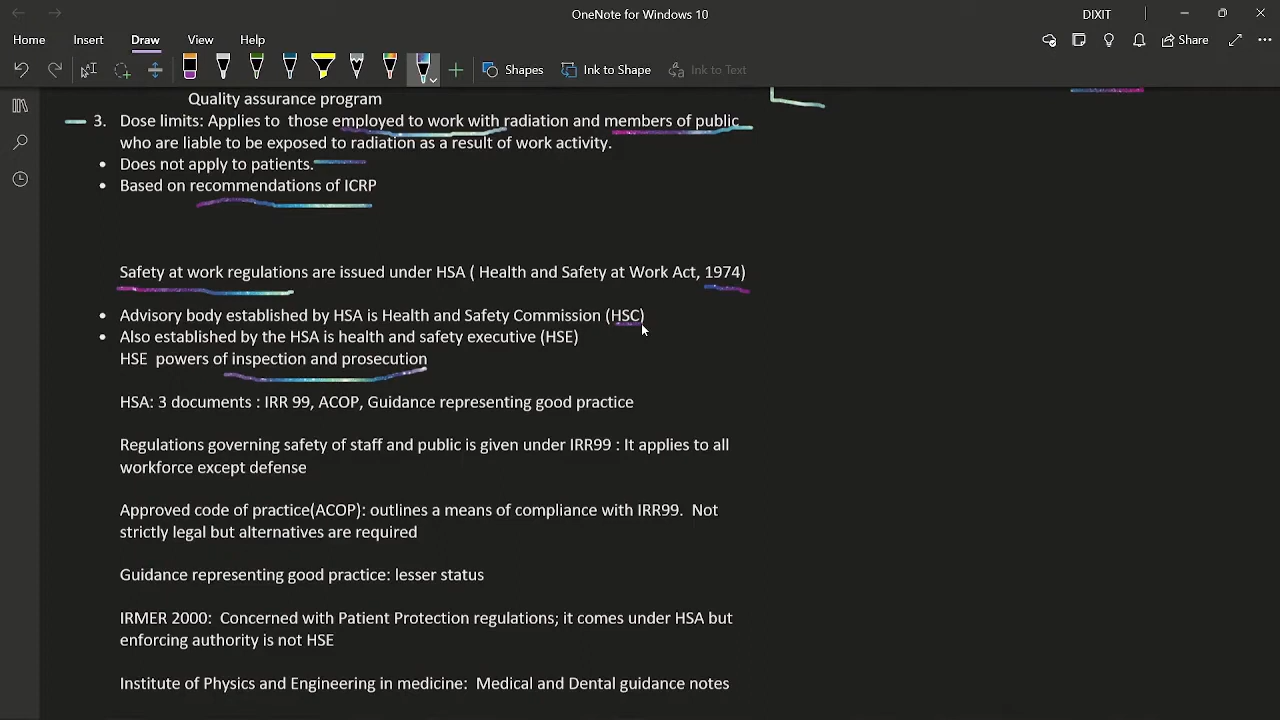 OneNote for Windows 10
DIXIT
Home Insert Draw View Help
Share
Shapes Ink to Shape Ink to Text
Quality assurance program
3. Dose limits: Applies to those employed to work with radiation and members of public
who are liable to be exposed to radiation as a result of work activity.
• Does not apply to patients.
• Based on recommendations of ICRP
Safety at work regulations are issued under HSA ( Health and Safety at Work Act, 1974)
• Advisory body established by HSA is Health and Safety Commission (HSC)
• Also established by the HSA is health and safety executive (HSE)
HSE powers of inspection and prosecution
HSA: 3 documents : IRR 99, ACOP, Guidance representing good practice
Regulations governing safety of staff and public is given under IRR99 : It applies to all
workforce except defense
Approved code of practice(ACOP): outlines a means of compliance with IRR99. Not
strictly legal but alternatives are required
Guidance representing good practice: lesser status
IRMER 2000: Concerned with Patient Protection regulations; it comes under HSA but
enforcing authority is not HSE
Institute of Physics and Engineering in medicine: Medical and Dental guidance notes